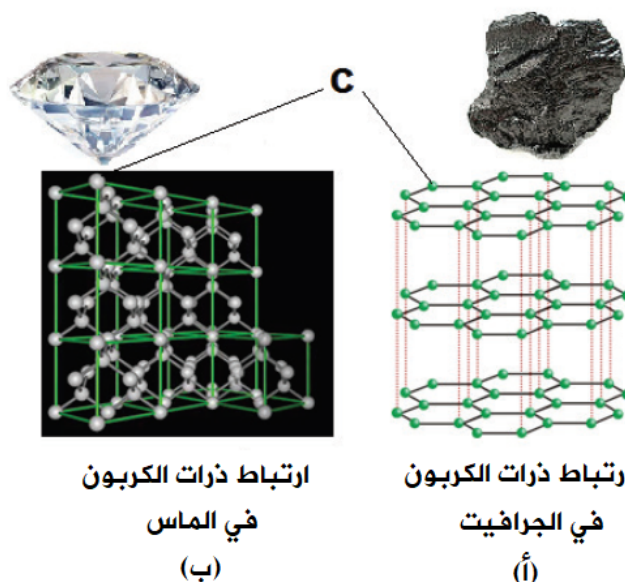 C
رتباط ذرات الكربون
في الجرافيت
(أ)
ارتباط ذرات الكربون
في الماس
(ب)